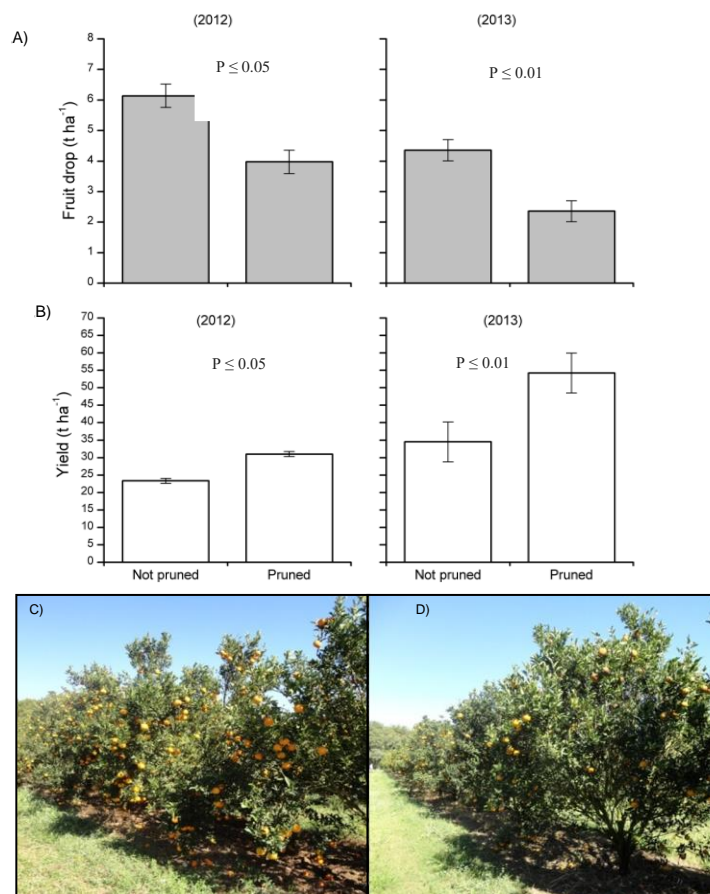 (2012)
(2013)
A)
P ≤ 0.05
P ≤ 0.01
Fruit drop (t ha⁻¹)
8
7
6
5
4
3
2
1
0
B)
(2012)
(2013)
P ≤ 0.05
P ≤ 0.01
Yield (t ha⁻¹)
70
65
60
55
50
45
40
35
30
25
20
15
10
5
0
Not pruned
Pruned
Not pruned
Pruned
C)
D)